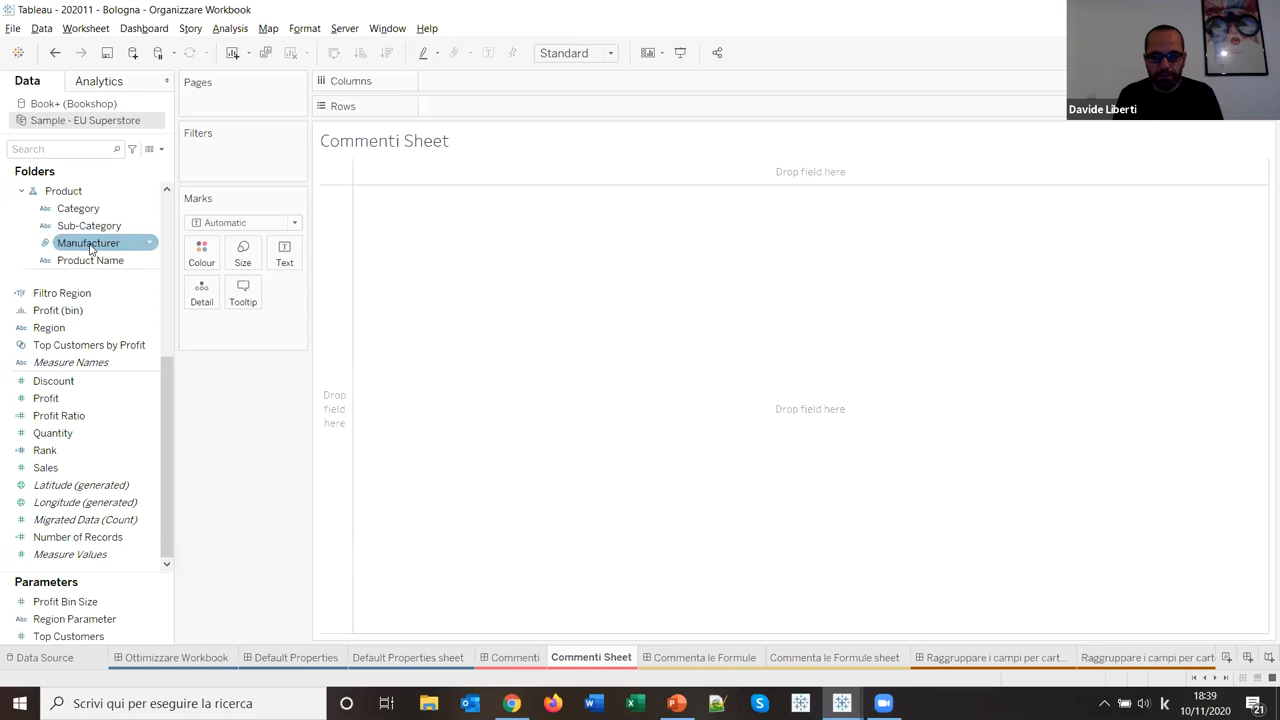 Tableau - 202011 - Bologna - Organizzare Workbook
File Data Worksheet Dashboard Story Analysis Map Format Server Window Help
Standard
Data Analytics
Book+ (Bookshop)
Sample - EU Superstore
Search
Folders
Product
Category
Sub-Category
Manufacturer
Product Name
Filtro Region
Profit (bin)
Region
Top Customers by Profit
Measure Names
Discount
Profit
Profit Ratio
Quantity
Rank
Sales
Latitude (generated)
Longitude (generated)
Migrated Data (Count)
Number of Records
Measure Values
Parameters
Profit Bin Size
Region Parameter
Top Customers
Pages
Filters
Marks
Automatic
Colour Size Text
Detail Tooltip
Columns
Rows
Commenti Sheet
Drop field here
Drop
field
here
Drop field here
Davide Liberti
Data Source Ottimizzare Workbook Default Properties Default Properties sheet Commenti Commenti Sheet Commenta le Formule Commenta le Formule sheet Raggruppare i campi per cart... Raggruppare i campi per cart
Scrivi qui per eseguire la ricerca
18:39
10/11/2020
21